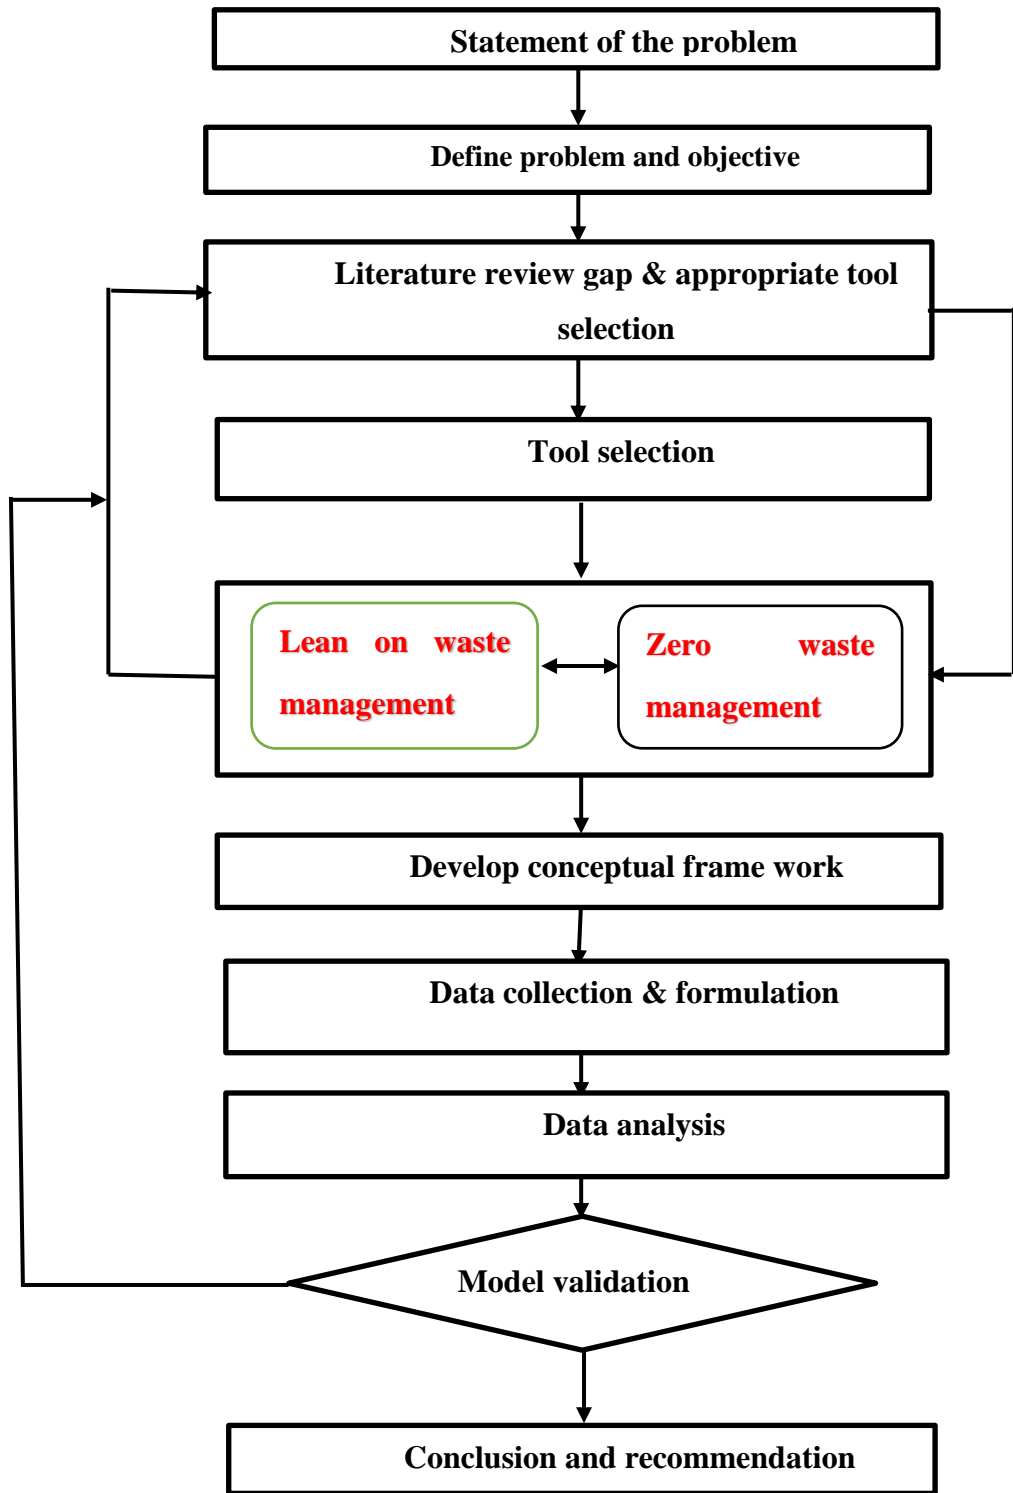 Statement of the problem
Define problem and objective
Literature review gap & appropriate tool
selection
Tool selection
Lean on waste
management
Zero waste
management
Develop conceptual frame work
Data collection & formulation
Data analysis
Model validation
Conclusion and recommendation